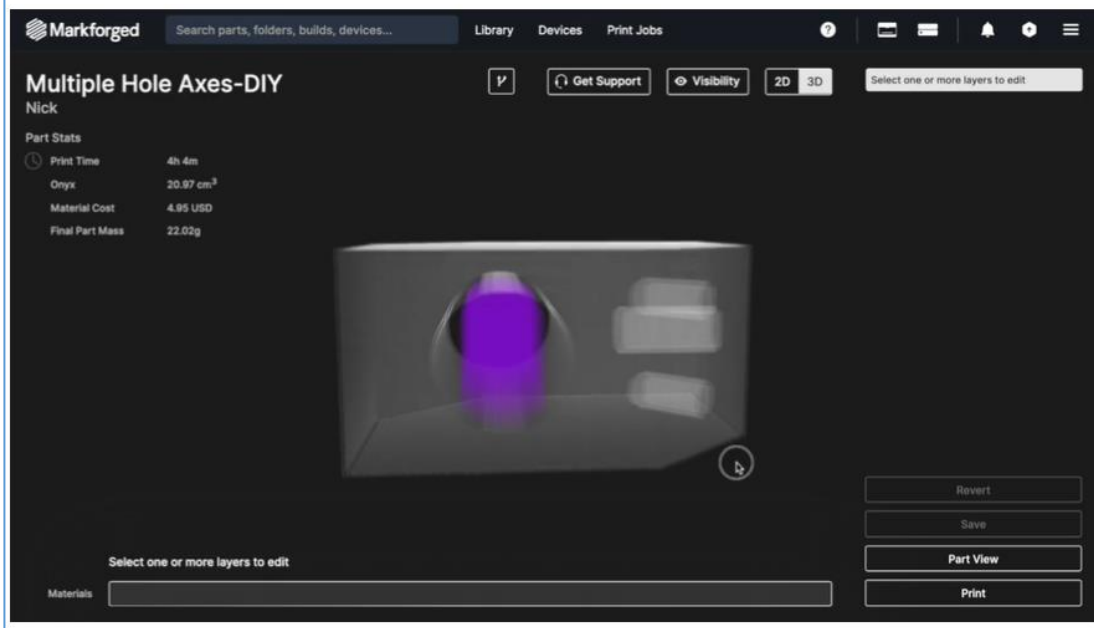 Markforged
Search parts, folders, builds, devices...
Library Devices Print Jobs
?
Multiple Hole Axes-DIY
Get Support
Visibility
2D 3D
Select one or more layers to edit
Nick
Part Stats
Print Time 4h 4m
Onyx 20.97 cm³
Material Cost 4.95 USD
Final Part Mass 22.02g
Revert
Save
Part View
Print
Select one or more layers to edit
Materials